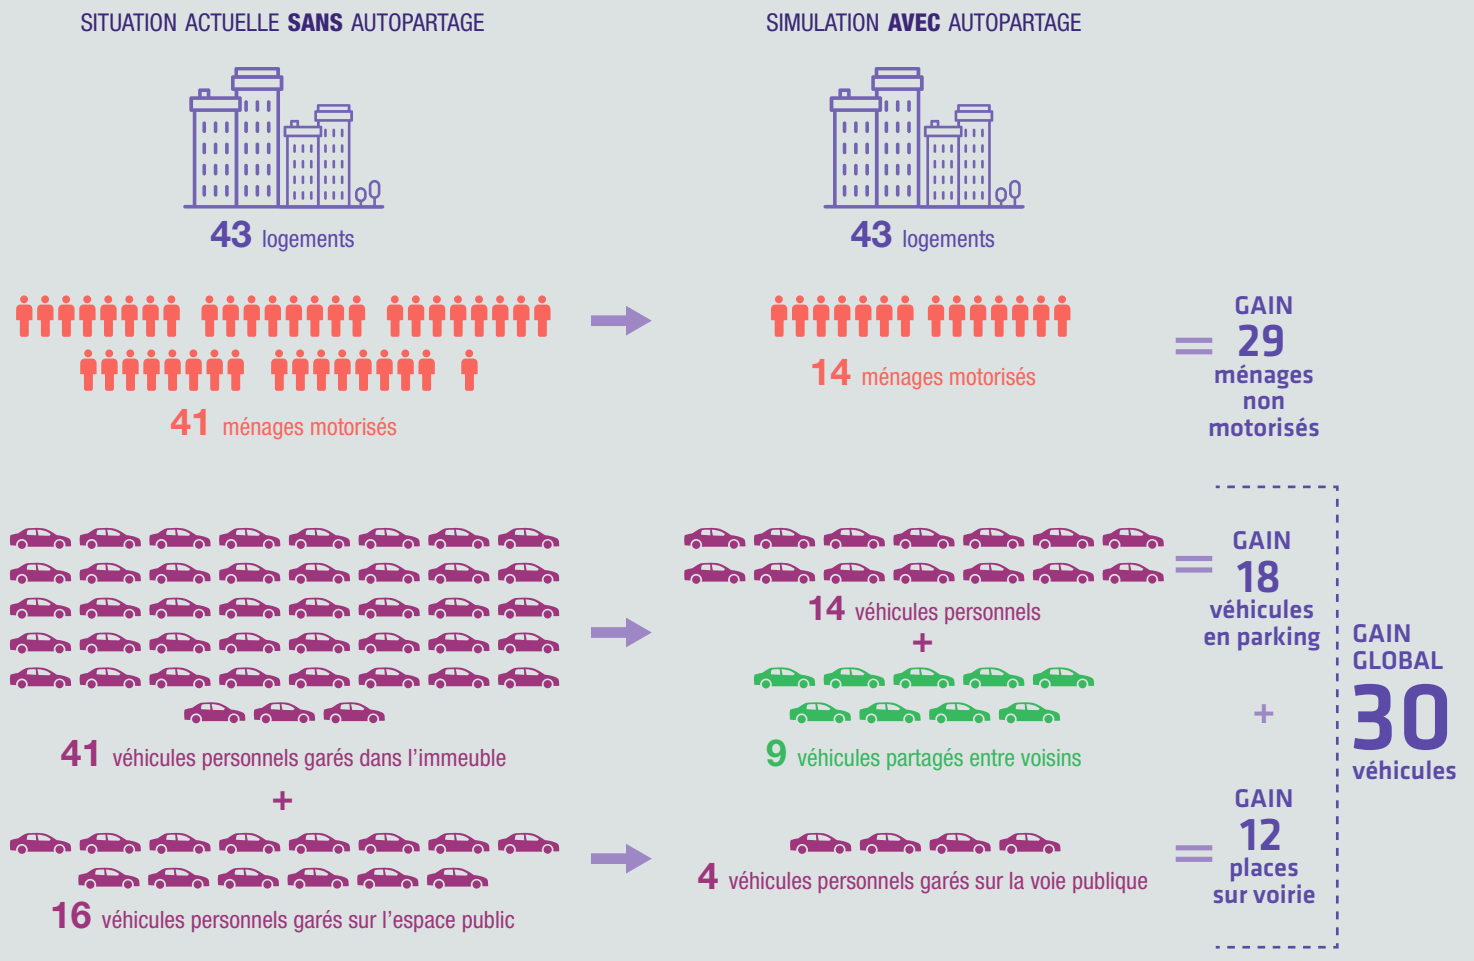 SITUATION ACTUELLE SANS AUTOPARTAGE
SIMULATION AVEC AUTOPARTAGE
43 logements
43 logements
41 ménages motorisés
14 ménages motorisés
=
GAIN
29
ménages
non
motorisés
41 véhicules personnels garés dans l’immeuble
+
16 véhicules personnels garés sur l’espace public
14 véhicules personnels
+
9 véhicules partagés entre voisins
4 véhicules personnels garés sur la voie publique
=
GAIN
18
véhicules
en parking
+
=
GAIN
12
places
sur voirie
GAIN
GLOBAL
30
véhicules